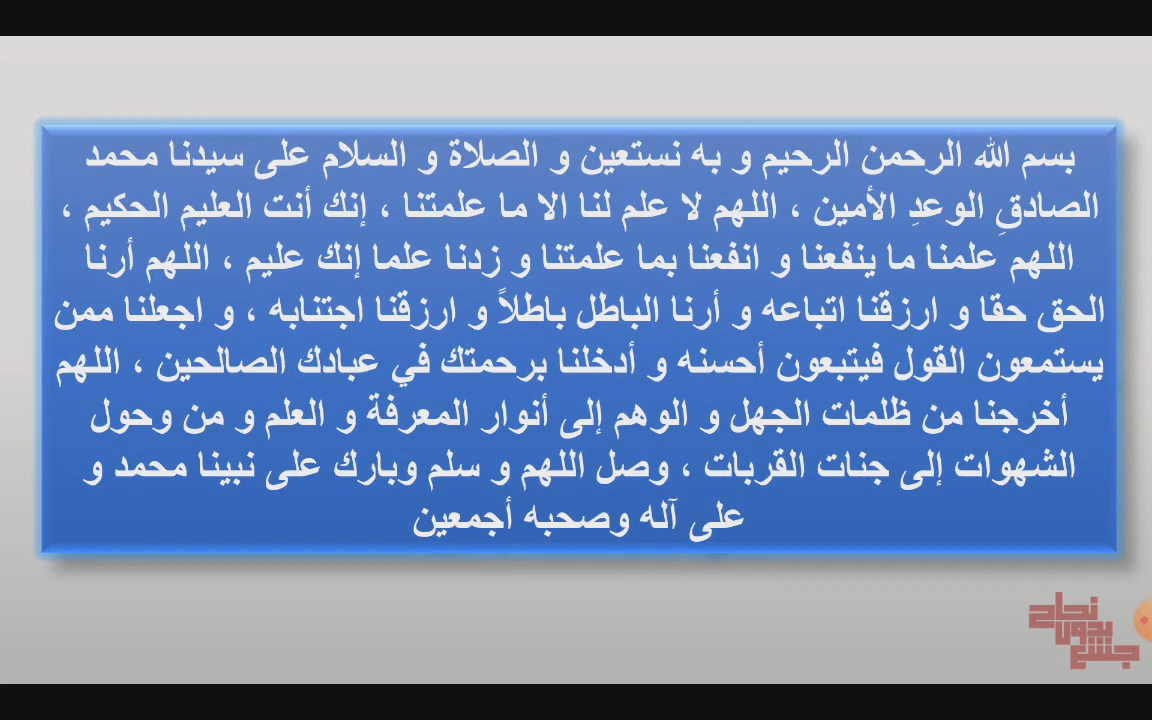 بسم الله الرحمن الرحيم و به نستعين و الصلاة و السلام على سيدنا محمد
الصادقِ الوعدِ الأمين ، اللهم لا علم لنا الا ما علمتنا ، إنك أنت العليم الحكيم ،
اللهم علمنا ما ينفعنا و انفعنا بما علمتنا و زدنا علما إنك عليم ، اللهم أرنا
الحق حقا و ارزقنا اتباعه و أرنا الباطل باطلاً و ارزقنا اجتنابه ، و اجعلنا ممن
يستمعون القول فيتبعون أحسنه و أدخلنا برحمتك في عبادك الصالحين ، اللهم
أخرجنا من ظلمات الجهل و الوهم إلى أنوار المعرفة و العلم و من وحول
الشهوات إلى جنات القربات ، وصل اللهم و سلم وبارك على نبينا محمد و
على آله وصحبه أجمعين
نجاح
بدون
جشع